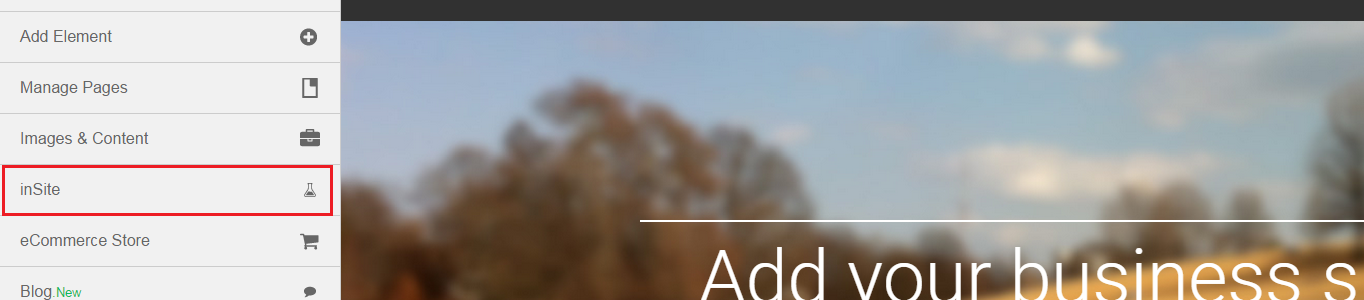 Add Element
Manage Pages
Images & Content
inSite
eCommerce Store
Blog.New
Add your business s